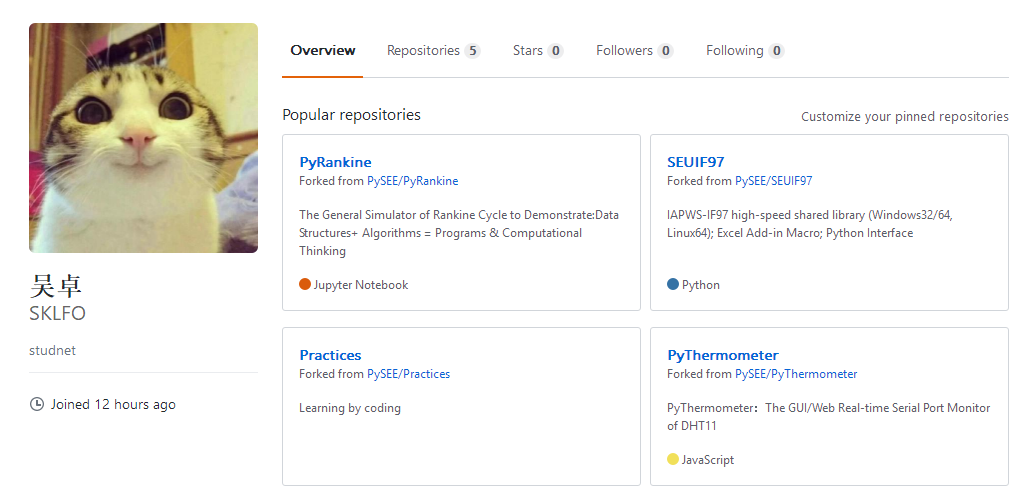 Overview Repositories 5 Stars 0 Followers 0 Following 0
Popular repositories
Customize your pinned repositories
PyRankine
Forked from PySEE/PyRankine
The General Simulator of Rankine Cycle to Demonstrate:Data
Structures+ Algorithms = Programs & Computational
Thinking
Jupyter Notebook
SEUIF97
Forked from PySEE/SEUIF97
IAPWS-IF97 high-speed shared library (Windows32/64,
Linux64); Excel Add-in Macro; Python Interface
Python
Practices
Forked from PySEE/Practices
Learning by coding
PyThermometer
Forked from PySEE/PyThermometer
PyThermometer：The GUI/Web Real-time Serial Port Monitor
of DHT11
JavaScript
吴卓
SKLFO
studnet
Joined 12 hours ago